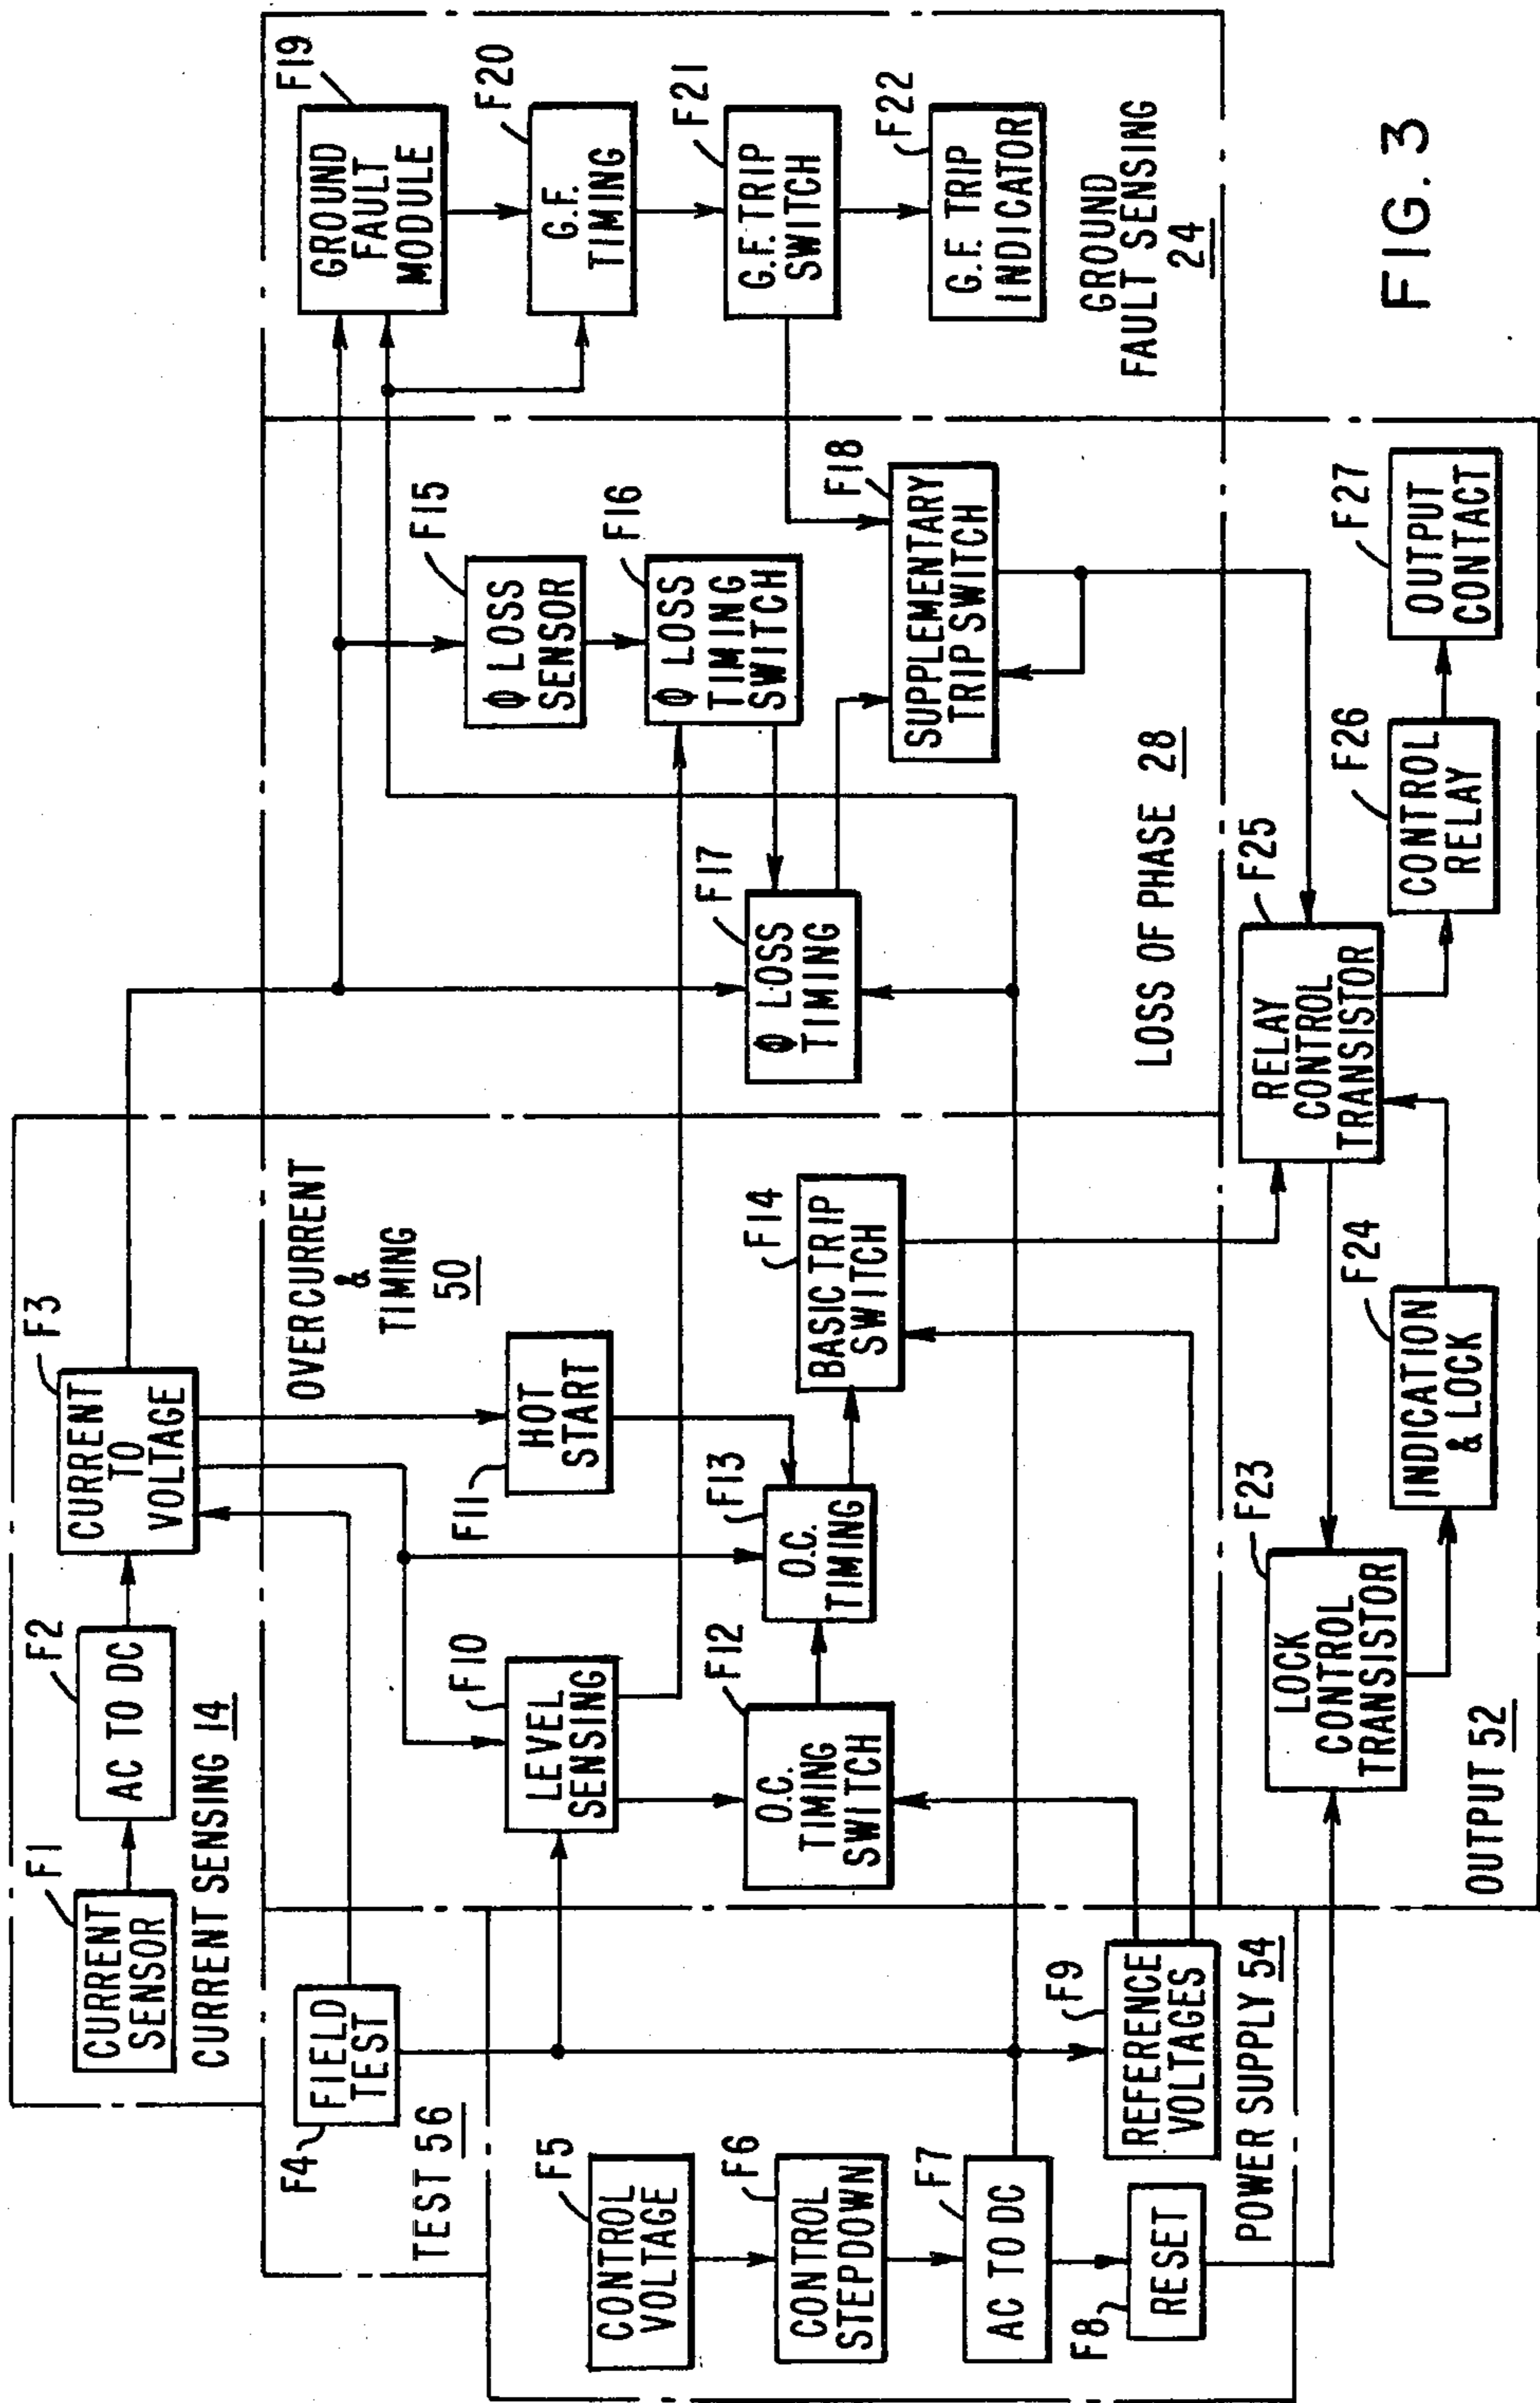 F1
CURRENT
SENSOR
F2
AC TO DC
F3
CURRENT
TO
VOLTAGE
CURRENT SENSING 14
F4
FIELD
TEST
TEST 56
F5
CONTROL
VOLTAGE
F6
CONTROL
STEPDOWN
F7
AC TO DC
F8
RESET
F9
REFERENCE
VOLTAGES
POWER SUPPLY 54
OVERCURRENT
&
TIMING
50
F10
LEVEL
SENSING
F11
HOT
START
F12
O.C.
TIMING
SWITCH
F13
O.C.
TIMING
F14
BASIC TRIP
SWITCH
F15
Φ LOSS
SENSOR
F16
Φ LOSS
TIMING
SWITCH
F17
Φ LOSS
TIMING
F18
SUPPLEMENTARY
TRIP SWITCH
LOSS OF PHASE 28
F19
GROUND
FAULT
MODULE
F20
G.F.
TIMING
F21
G.F. TRIP
SWITCH
F22
G.F. TRIP
INDICATOR
GROUND
FAULT SENSING
24
F23
LOCK
CONTROL
TRANSISTOR
F24
INDICATION
& LOCK
F25
RELAY
CONTROL
TRANSISTOR
F26
CONTROL
RELAY
F27
OUTPUT
CONTACT
OUTPUT 52
FIG. 3